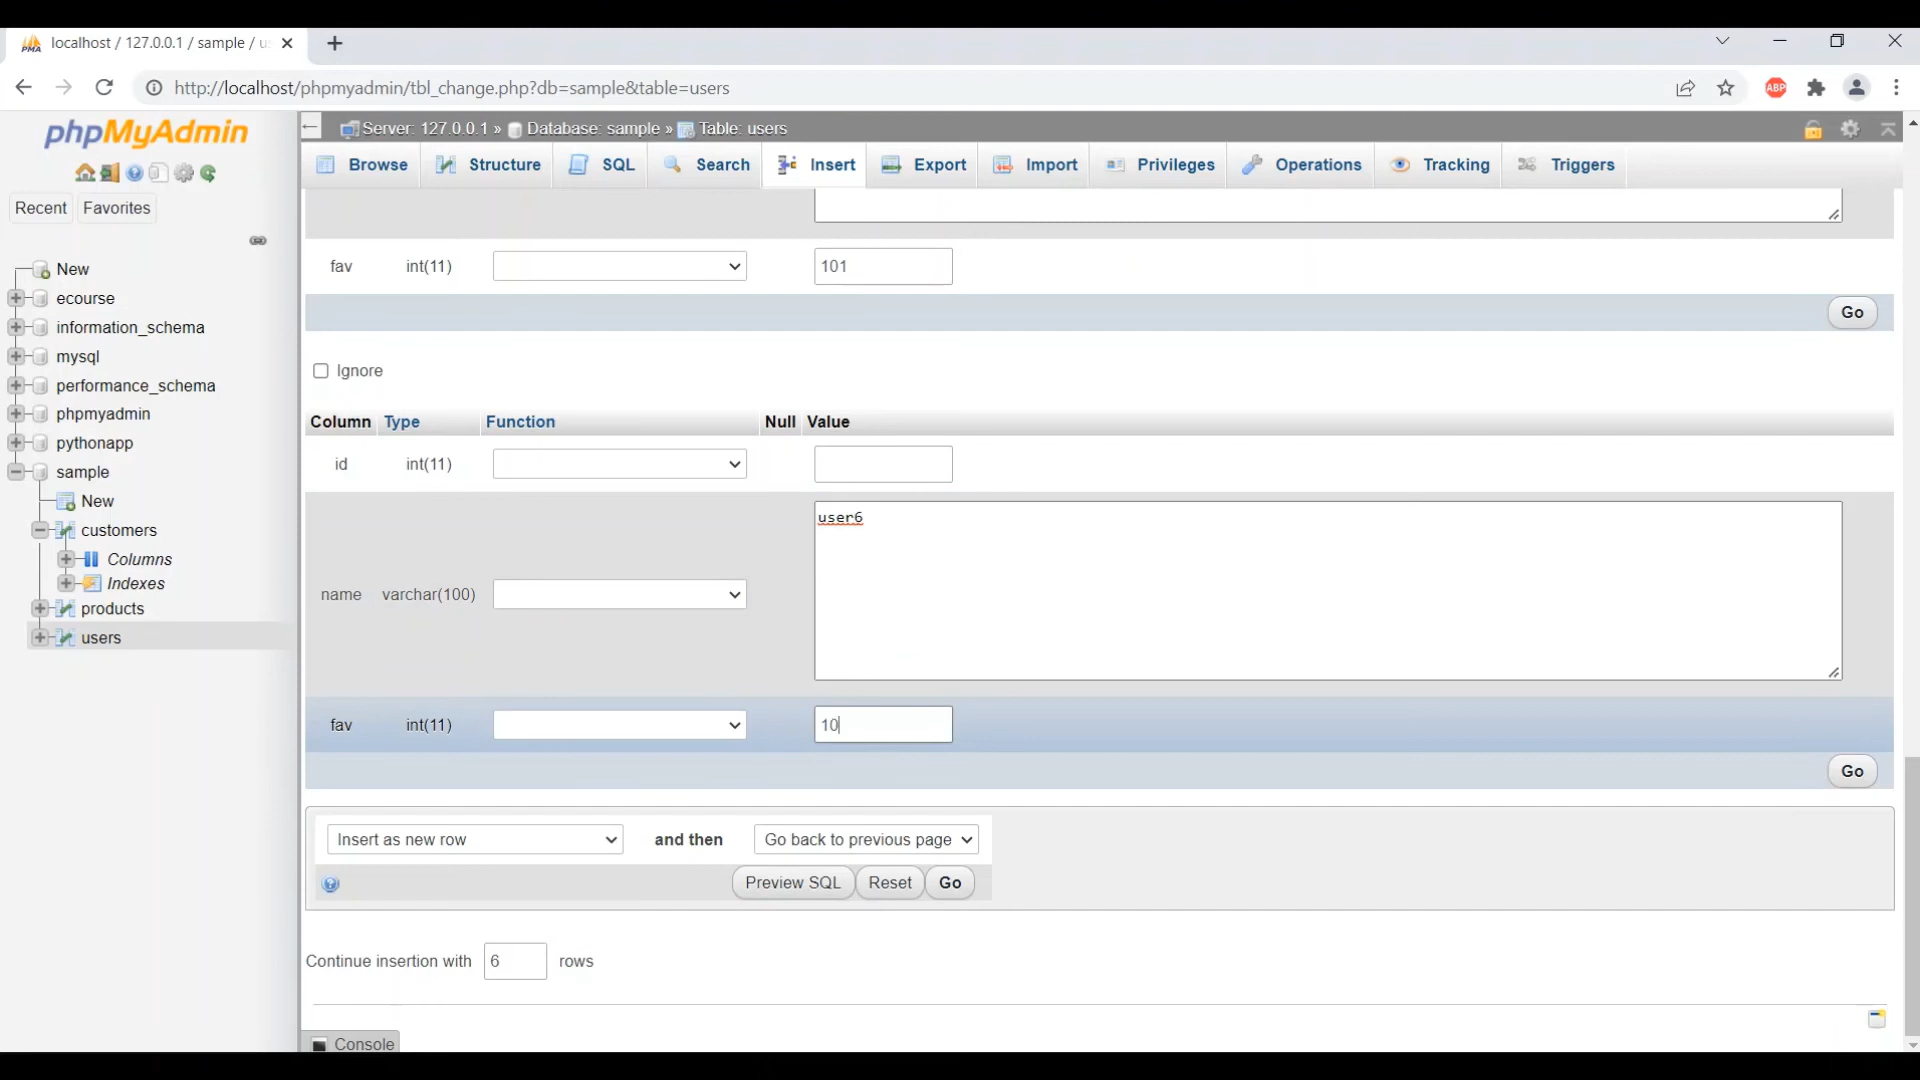 localhost / 127.0.0.1 / sample / u
http://localhost/phpmyadmin/tbl_change.php?db=sample&table=users
ABP
phpMyAdmin
Server: 127.0.0.1 » Database: sample » Table: users
Browse Structure SQL Search Insert Export Import Privileges Operations Tracking Triggers
Recent Favorites
New
ecourse
information_schema
mysql
performance_schema
phpmyadmin
pythonapp
sample
New
customers
Columns
Indexes
products
users
fav int(11) 101
Go
Ignore
Column Type Function Null Value
id int(11)
name varchar(100) user6
fav int(11) 10
Go
Insert as new row and then Go back to previous page
Preview SQL Reset Go
Continue insertion with 6 rows
Console